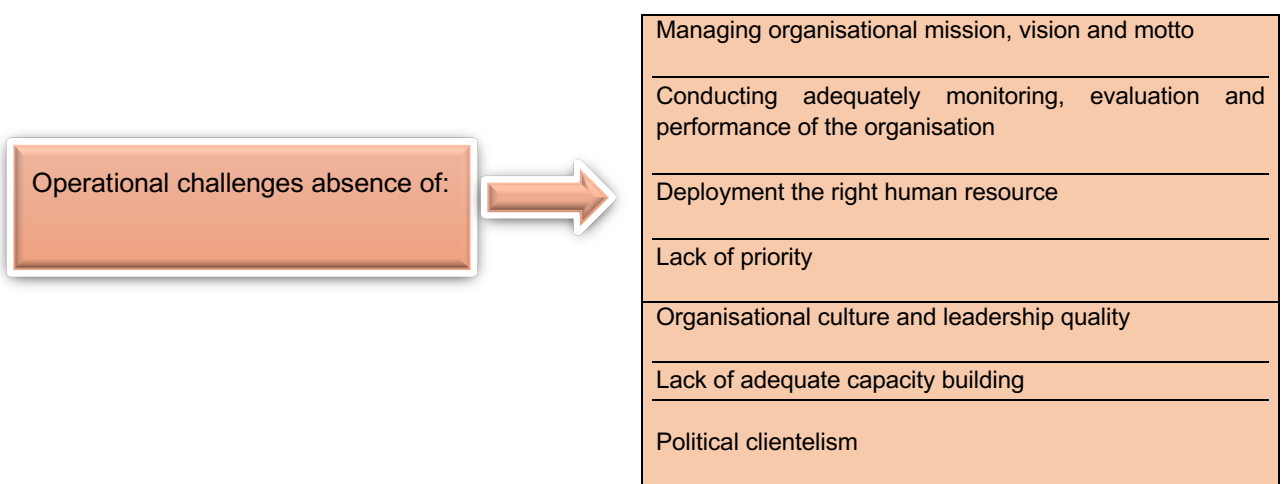 Operational challenges absence of:
Managing organisational mission, vision and motto
Conducting adequately monitoring, evaluation and
performance of the organisation
Deployment the right human resource
Lack of priority
Organisational culture and leadership quality
Lack of adequate capacity building
Political clientelism